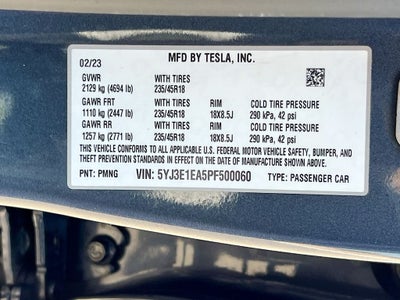 MFD BY TESLA, INC.
02/23
GVWR WITH TIRES
2129 kg (4694 lb) 235/45R18
GAWR FRT WITH TIRES RIM COLD TIRE PRESSURE
1110 kg (2447 lb) 235/45R18 18X8.5J 290 kPa, 42 psi
GAWR RR WITH TIRES RIM COLD TIRE PRESSURE
1257 kg (2771 lb) 235/45R18 18X8.5J 290 kPa, 42 psi
THIS VEHICLE CONFORMS TO ALL APPLICABLE U.S. FEDERAL MOTOR VEHICLE SAFETY, BUMPER, AND
THEFT PREVENTION STANDARDS IN EFFECT ON THE DATE OF MANUFACTURE SHOWN ABOVE.
PNT: PMNG VIN: 5YJ3E1EA5PF500060 TYPE: PASSENGER CAR